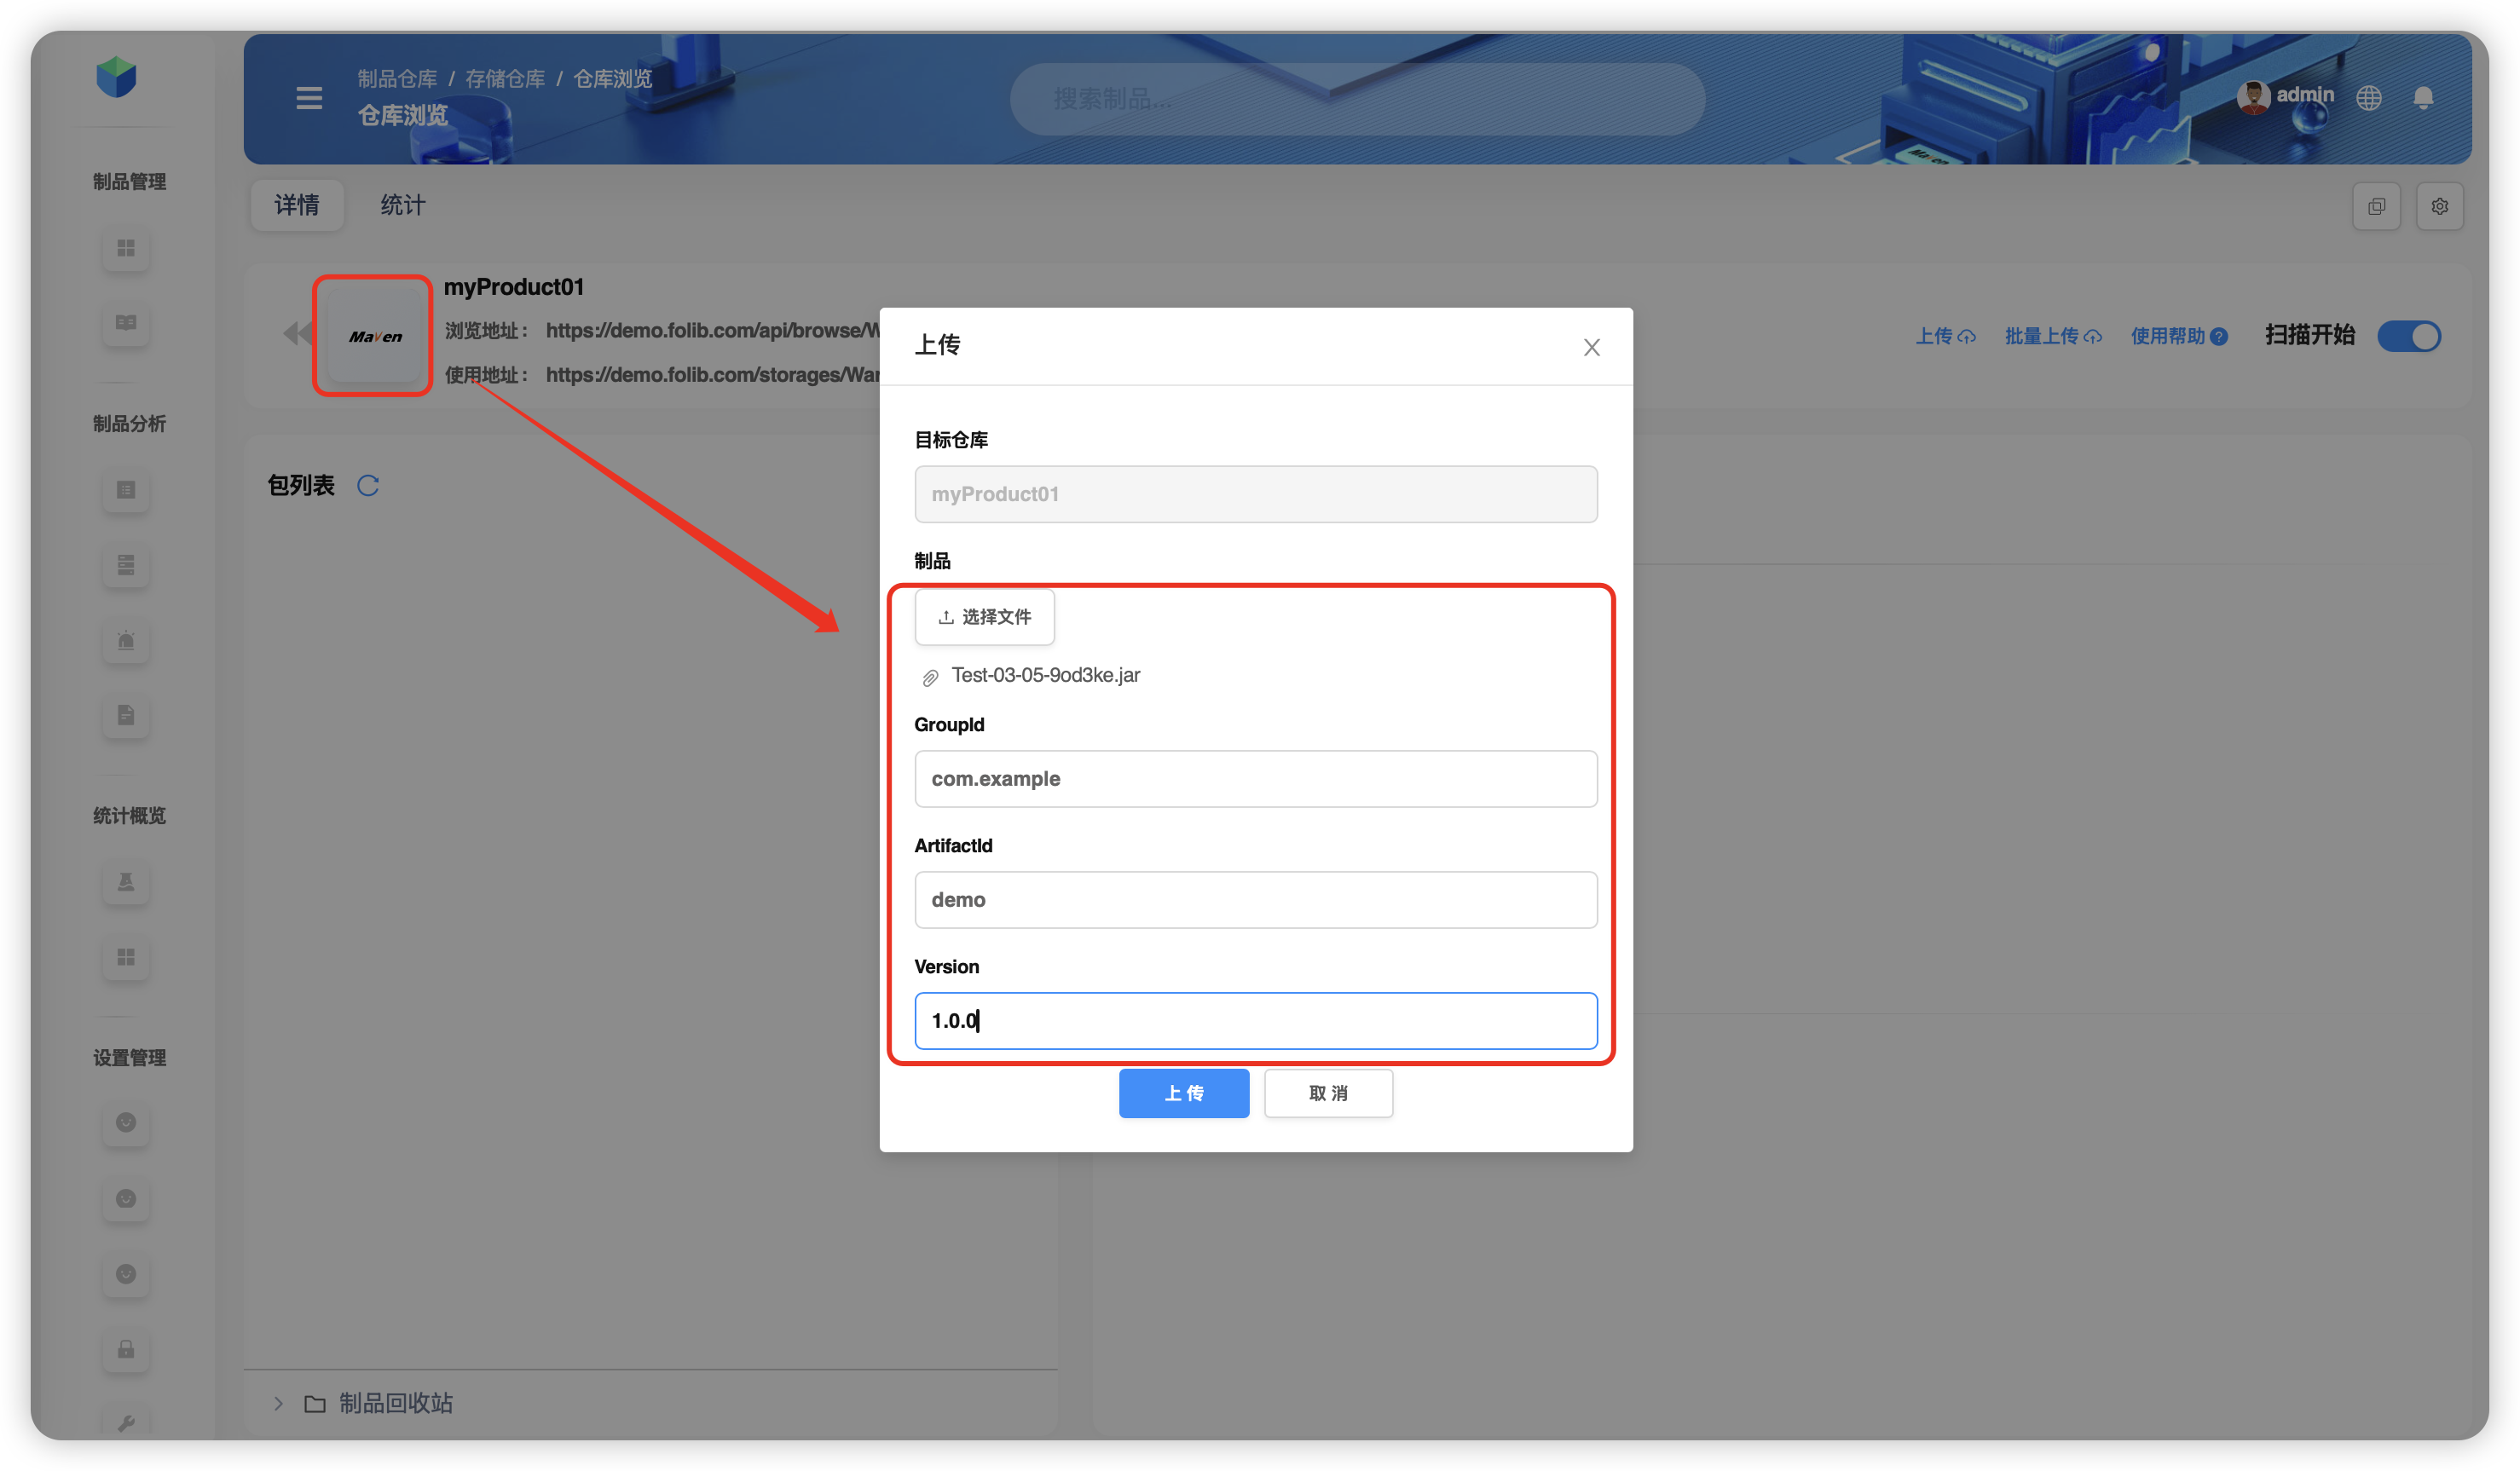 制品仓库 / 存储仓库 / 仓库浏览
仓库浏览
搜索制品...
admin
Maven
制品管理
制品分析
统计概览
设置管理
详情
统计
Maven
myProduct01
浏览地址： https://demo.folib.com/api/browse/W
使用地址： https://demo.folib.com/storages/War
上传
批量上传
使用帮助 ?
扫描开始
包列表
制品回收站
上传
目标仓库
myProduct01
制品
选择文件
Test-03-05-9od3ke.jar
GroupId
com.example
ArtifactId
demo
Version
1.0.0
上 传
取 消